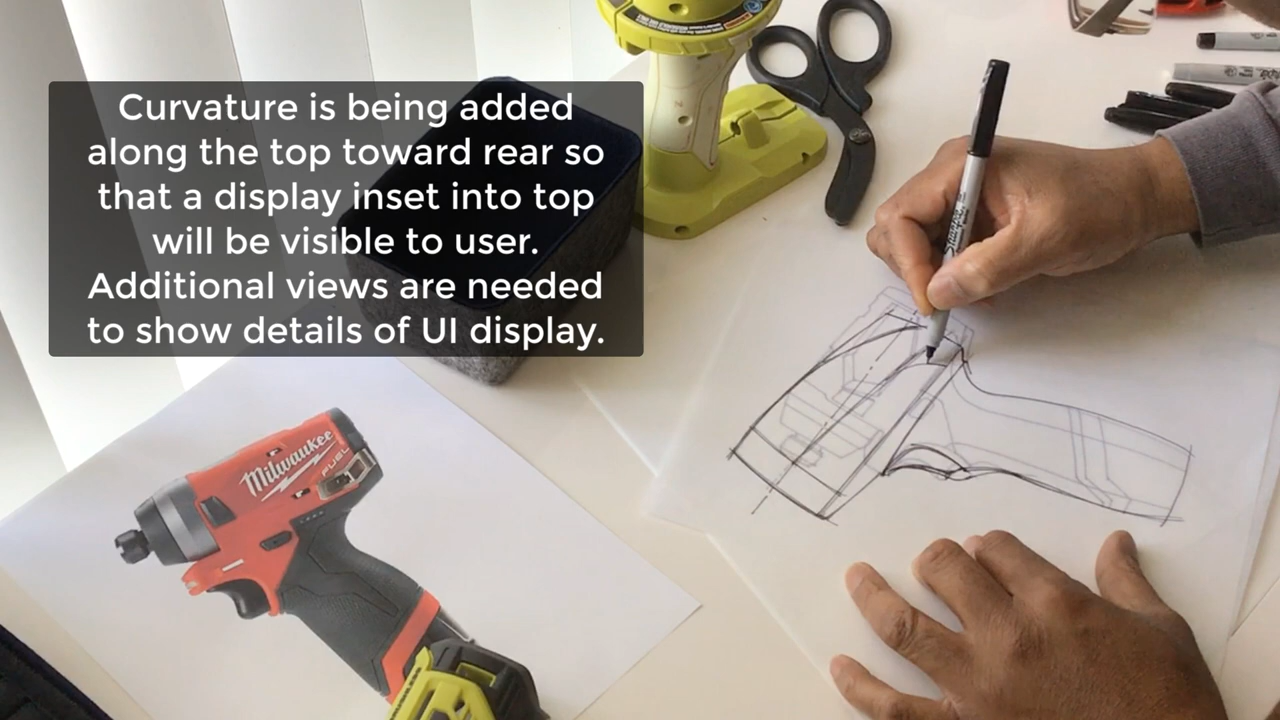 Curvature is being added
along the top toward rear so
that a display inset into top
will be visible to user.
Additional views are needed
to show details of UI display.
Milwaukee
FUEL
Sharpie